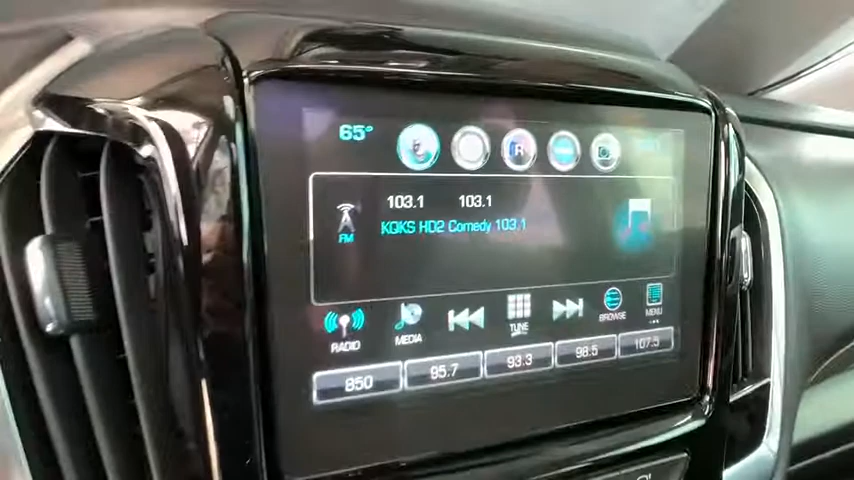 65°
R
103.1 103.1
FM
KQKS HD2 Comedy 103.1
RADIO MEDIA TUNE BROWSE MENU
850 95.7 93.3 98.5 107.5